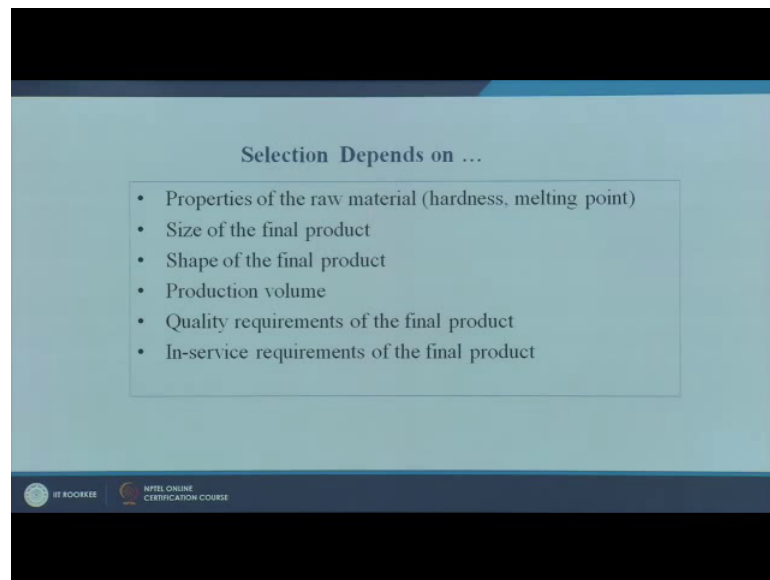 Selection Depends on ...
• Properties of the raw material (hardness, melting point)
• Size of the final product
• Shape of the final product
• Production volume
• Quality requirements of the final product
• In-service requirements of the final product
IIT ROORKEE
NPTEL ONLINE
CERTIFICATION COURSE